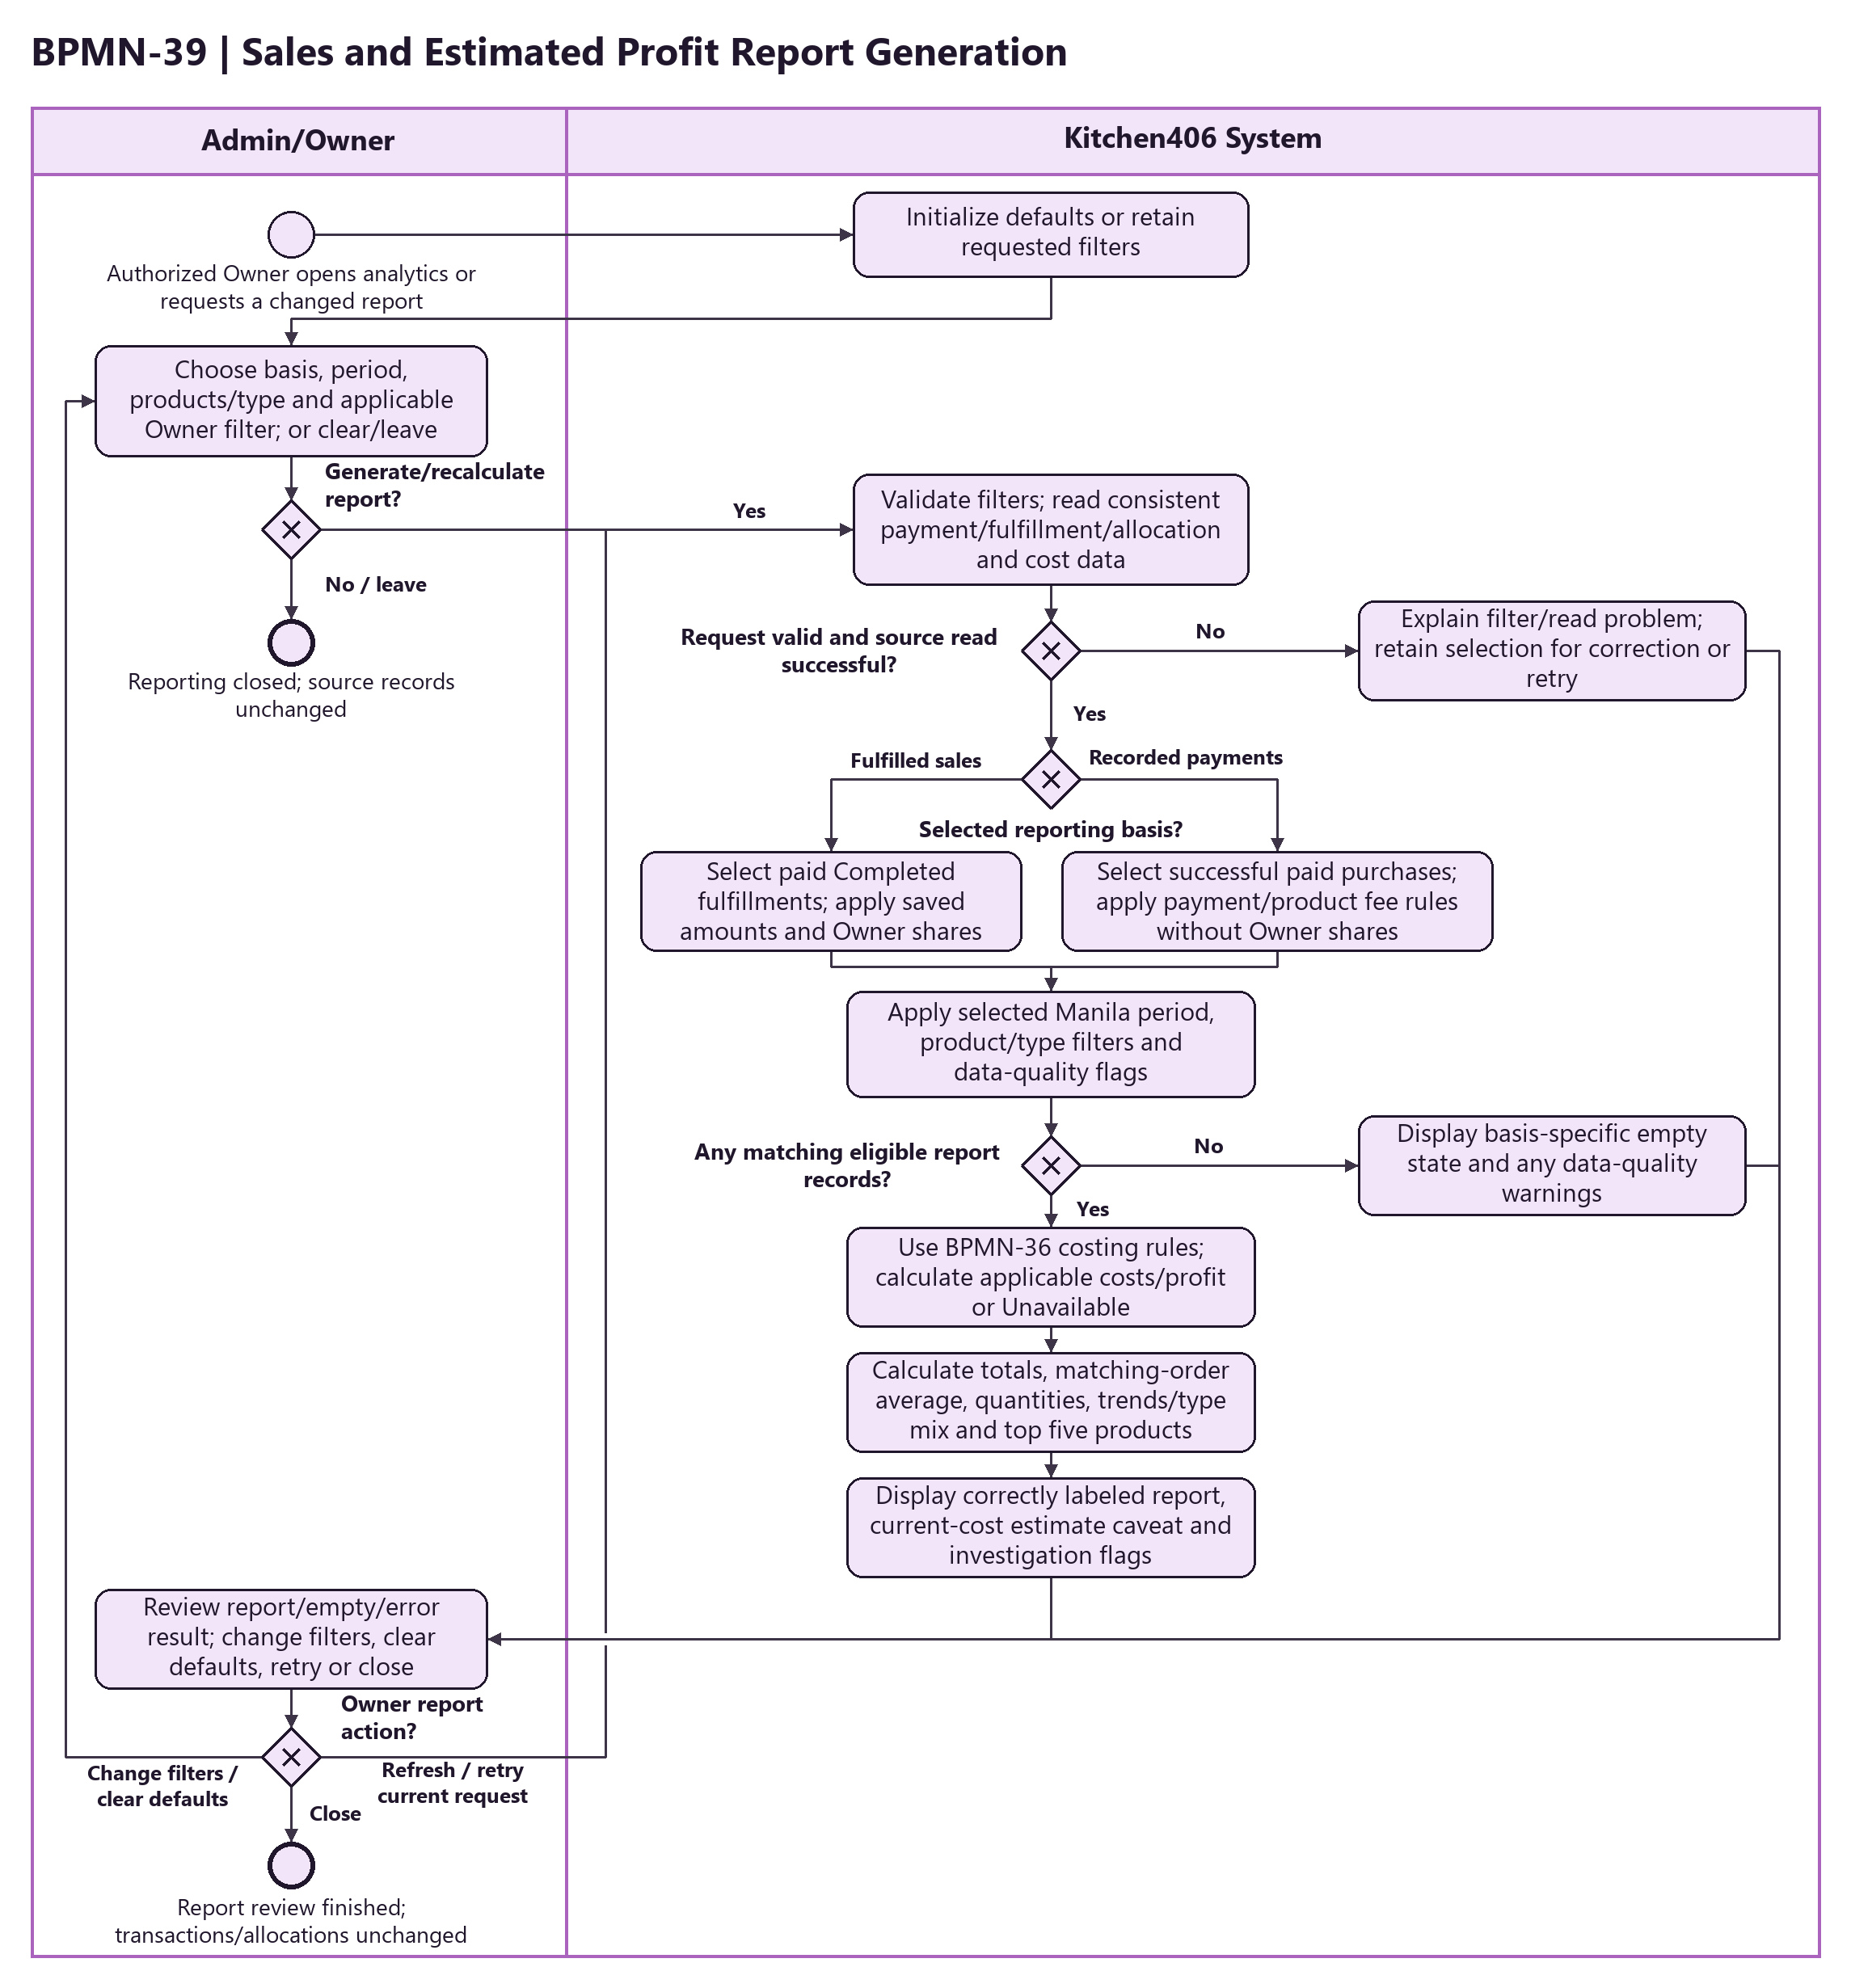 BPMN-39 | Sales and Estimated Profit Report Generation
Admin/Owner
Kitchen406 System
Initialize defaults or retain
requested filters
Authorized Owner opens analytics or
requests a changed report
Choose basis, period,
products/type and applicable
Owner filter; or clear/leave
Generate/recalculate
report?
Yes
Validate filters; read consistent
payment/fulfillment/allocation
and cost data
No / leave
Reporting closed; source records
unchanged
Request valid and source read
successful?
No
Explain filter/read problem;
retain selection for correction or
retry
Yes
Fulfilled sales
Recorded payments
Selected reporting basis?
Select paid Completed
fulfillments; apply saved
amounts and Owner shares
Select successful paid purchases;
apply payment/product fee rules
without Owner shares
Apply selected Manila period,
product/type filters and
data-quality flags
Any matching eligible report
records?
No
Display basis-specific empty
state and any data-quality
warnings
Yes
Use BPMN-36 costing rules;
calculate applicable costs/profit
or Unavailable
Calculate totals, matching-order
average, quantities, trends/type
mix and top five products
Display correctly labeled report,
current-cost estimate caveat and
investigation flags
Review report/empty/error
result; change filters, clear
defaults, retry or close
Owner report
action?
Change filters /
clear defaults
Refresh / retry
current request
Close
Report review finished;
transactions/allocations unchanged